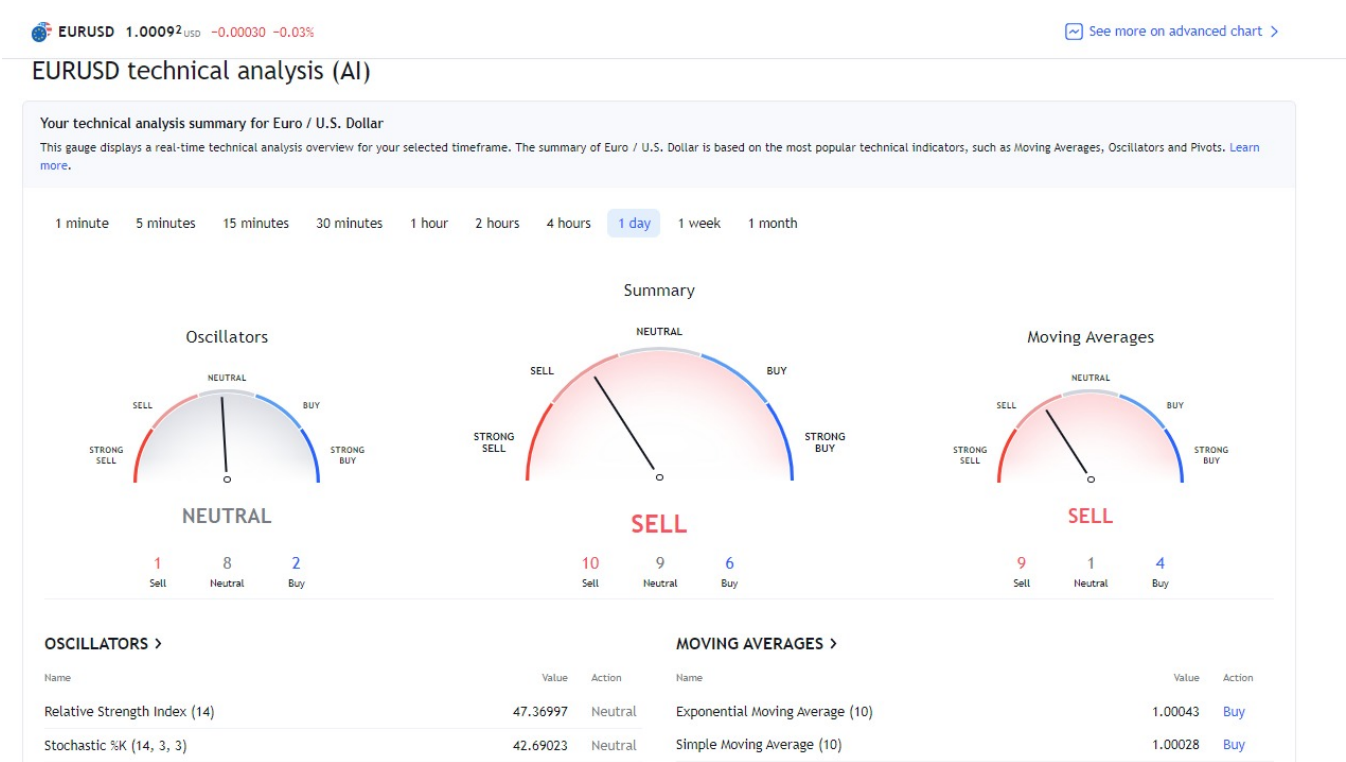 EURUSD 1.00092 USD −0.00030 −0.03%
See more on advanced chart >
EURUSD technical analysis (AI)
Your technical analysis summary for Euro / U.S. Dollar
This gauge displays a real-time technical analysis overview for your selected timeframe. The summary of Euro / U.S. Dollar is based on the most popular technical indicators, such as Moving Averages, Oscillators and Pivots. Learn
more.
1 minute 5 minutes 15 minutes 30 minutes 1 hour 2 hours 4 hours 1 day 1 week 1 month
Oscillators
NEUTRAL
SELL BUY
STRONG SELL STRONG BUY
NEUTRAL
1 8 2
Sell Neutral Buy
Summary
NEUTRAL
SELL BUY
STRONG SELL STRONG BUY
SELL
10 9 6
Sell Neutral Buy
Moving Averages
NEUTRAL
SELL BUY
STRONG SELL STRONG BUY
SELL
9 1 4
Sell Neutral Buy
OSCILLATORS >
Name Value Action
Relative Strength Index (14) 47.36997 Neutral
Stochastic %K (14, 3, 3) 42.69023 Neutral
MOVING AVERAGES >
Name Value Action
Exponential Moving Average (10) 1.00043 Buy
Simple Moving Average (10) 1.00028 Buy